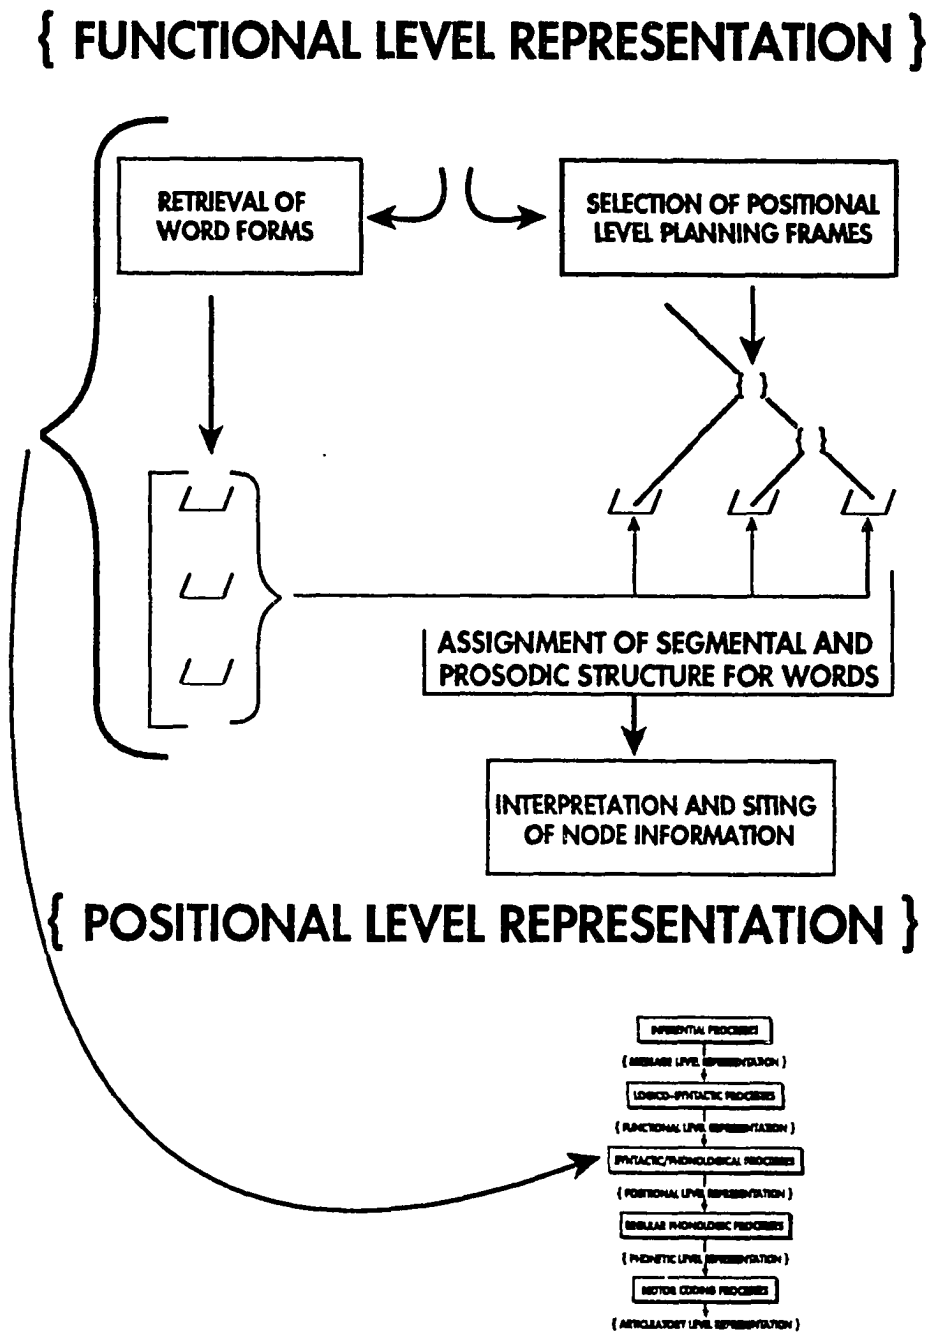 { FUNCTIONAL LEVEL REPRESENTATION }
RETRIEVAL OF
WORD FORMS
SELECTION OF POSITIONAL
LEVEL PLANNING FRAMES
{ }
{ }
ASSIGNMENT OF SEGMENTAL AND
PROSODIC STRUCTURE FOR WORDS
INTERPRETATION AND SITING
OF NODE INFORMATION
{ POSITIONAL LEVEL REPRESENTATION }
INFERENTIAL PROCESSES
{ MESSAGE LEVEL REPRESENTATION }
LOGICO-SYNTACTIC PROCESSES
{ FUNCTIONAL LEVEL REPRESENTATION }
SYNTACTIC/PHONOLOGICAL PROCESSES
{ POSITIONAL LEVEL REPRESENTATION }
REGULAR PHONOLOGIC PROCESSES
{ PHONETIC LEVEL REPRESENTATION }
MOTOR CODING PROCESSES
{ ARTICULATORY LEVEL REPRESENTATION }